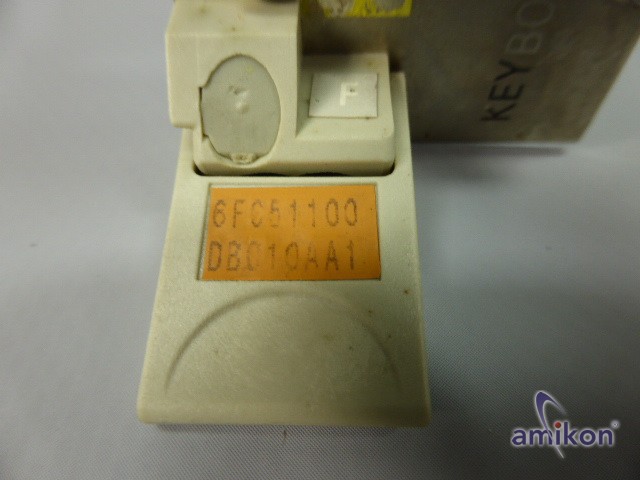 KEYBO
F
6FC51100
DB010AA1
amikon